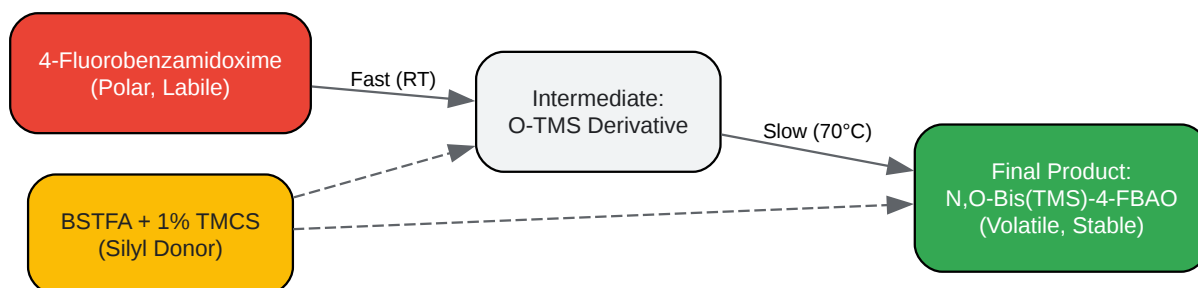 4-Fluorobenzamidoxime
(Polar, Labile)
Fast (RT)
Intermediate:
O-TMS Derivative
Slow (70°C)
BSTFA + 1% TMCS
(Silyl Donor)
Final Product:
N,O-Bis(TMS)-4-FBAO
(Volatile, Stable)